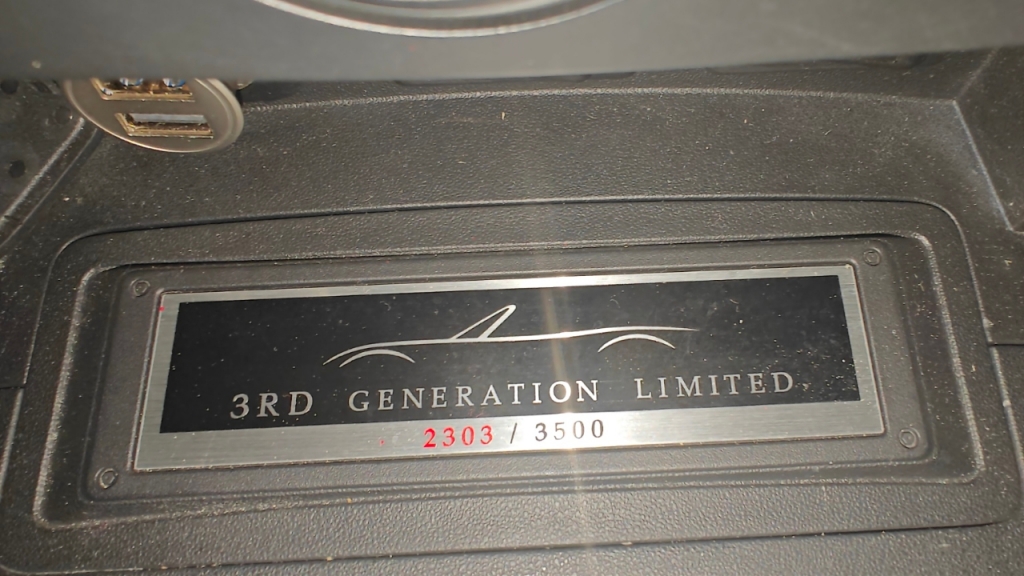 3RD GENERATION LIMITED
2303 / 3500